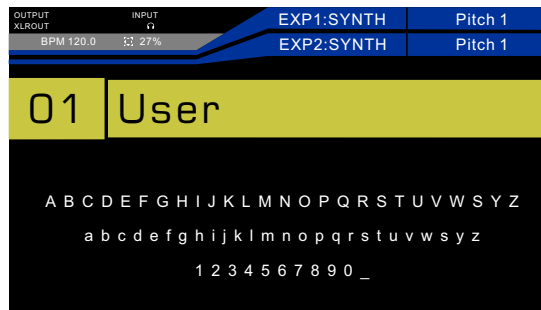 OUTPUT INPUT EXP1:SYNTH Pitch 1
XLROUT
BPM 120.0 27% EXP2:SYNTH Pitch 1
01 User
A B C D E F G H I J K L M N O P Q R S T U V W S Y Z
a b c d e f g h i j k l m n o p q r s t u v w s y z
1 2 3 4 5 6 7 8 9 0 _